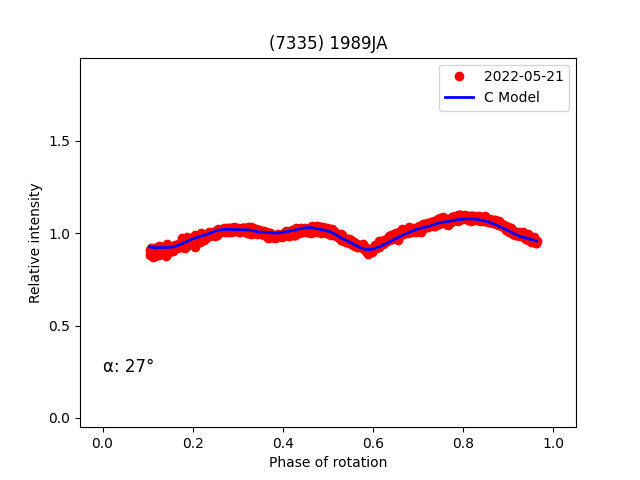 (7335) 1989JA
2022-05-21
C Model
Relative intensity
1.5
1.0
0.5
0.0
α: 27°
0.0 0.2 0.4 0.6 0.8 1.0
Phase of rotation